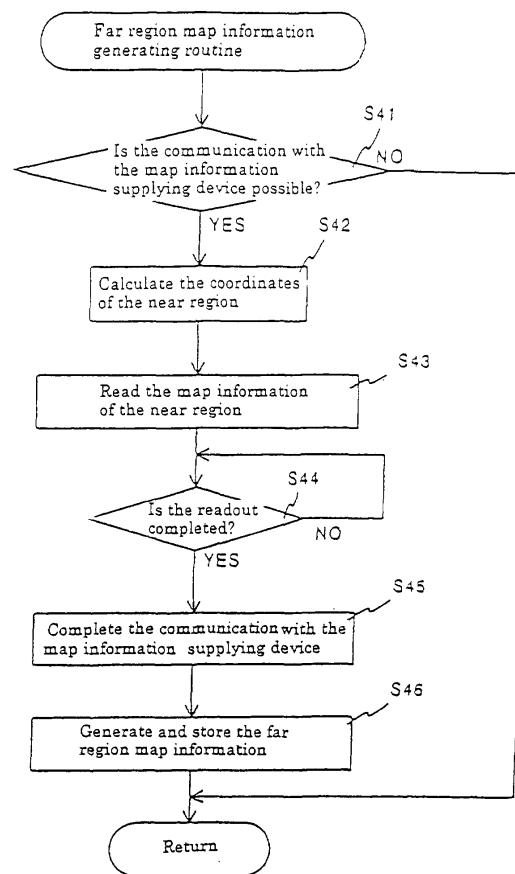 Far region map information
generating routine
S41
Is the communication with
the map information
supplying device possible?
NO
YES
S42
Calculate the coordinates
of the near region
S43
Read the map information
of the near region
S44
Is the readout
completed?
NO
YES
S45
Complete the communication with the
map information supplying device
S46
Generate and store the far
region map information
Return